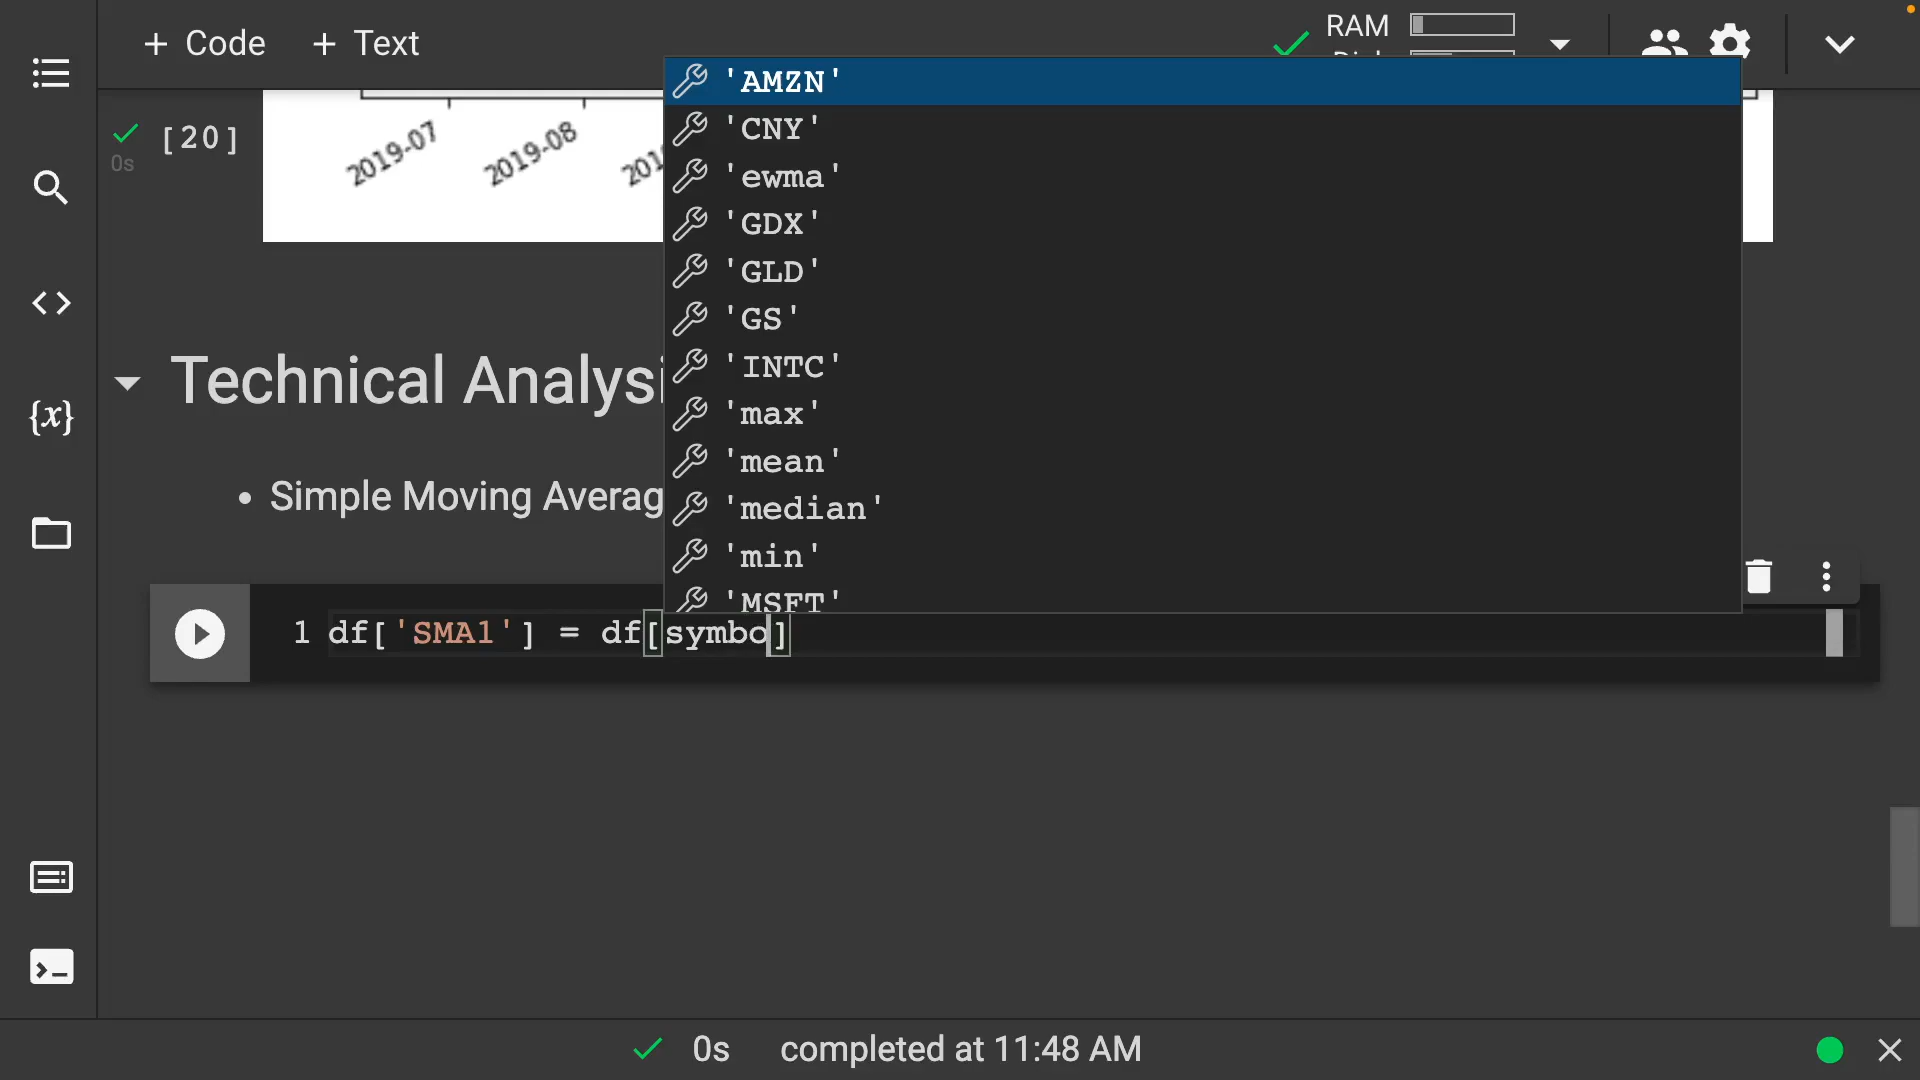 + Code + Text
RAM
'AMZN'
'CNY'
'ewma'
'GDX'
'GLD'
'GS'
'INTC'
'max'
'mean'
'median'
'min'
'MSFT'
0s
[20]
2019-07
2019-08
{x}
Technical Analysi
• Simple Moving Averag
1 df['SMA1'] = df[symbo]
0s completed at 11:48 AM